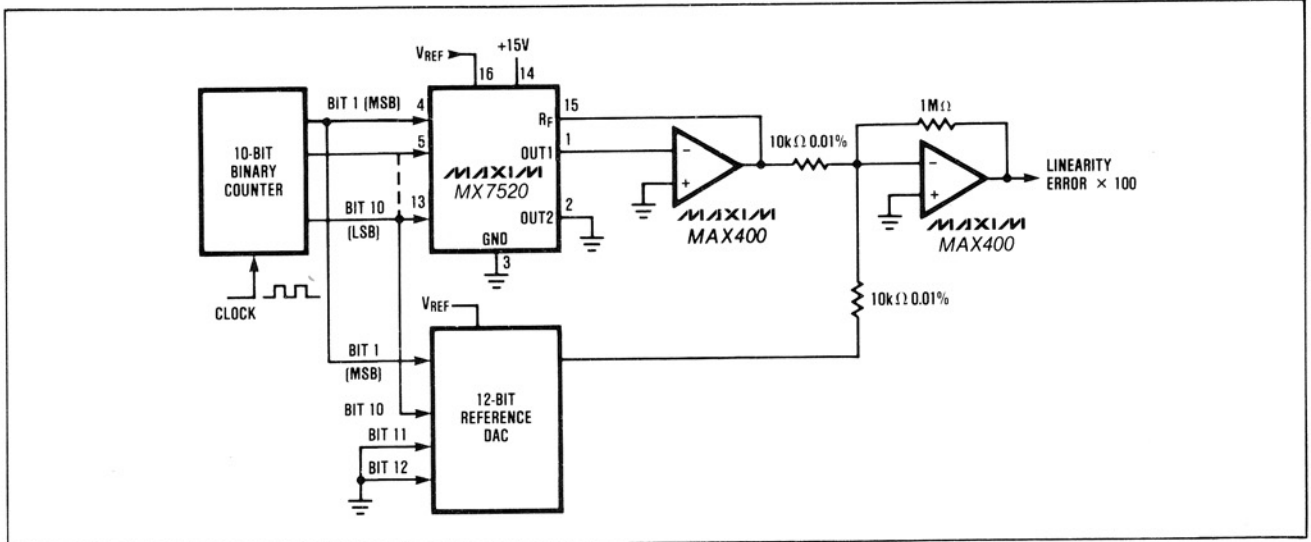 10-BIT
BINARY
COUNTER
CLOCK
BIT 1 (MSB)
BIT 10
(LSB)
4
5
13
VREF
+15V
16
14
MAXIM
MX7520
RF
OUT1
OUT2
GND
15
1
2
3
MAXIM
MAX400
10kΩ 0.01%
1MΩ
MAXIM
MAX400
LINEARITY
ERROR × 100
10kΩ 0.01%
VREF
BIT 1
(MSB)
BIT 10
BIT 11
BIT 12
12-BIT
REFERENCE
DAC
-
+
-
+